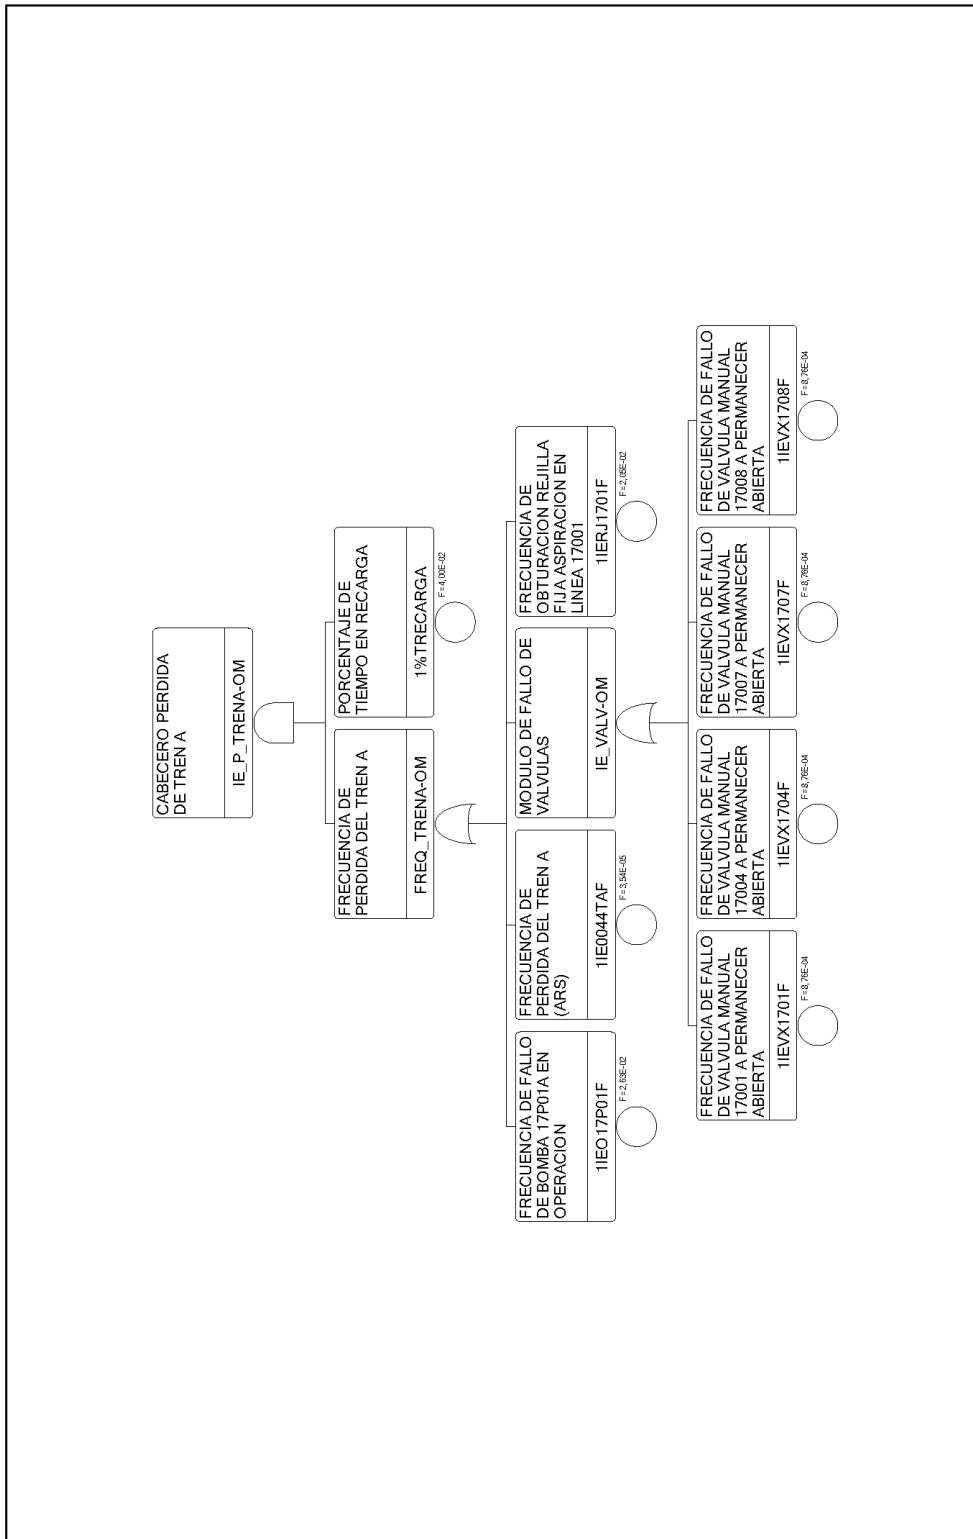 CABECERO PERDIDA
DE TREN A
IE_P_TRENA-OM
FRECUENCIA DE
PERDIDA DEL TREN A
FREQ_TRENA-OM
PORCENTAJE DE
TIEMPO EN RECARGA
1%TRECARGA
F=4,00E-02
FRECUENCIA DE FALLO
DE BOMBA 17P01A EN
OPERACION
1IEO17P01F
F=2,63E-02
FRECUENCIA DE
PERDIDA DEL TREN A
(ARS)
1IE0044TAF
F=3,54E-05
MODULO DE FALLO DE
VALVULAS
IE_VALV-OM
FRECUENCIA DE
OBTURACION REJILLA
FIJA ASPIRACION EN
LINEA 17001
1IERJ1701F
F=2,05E-02
FRECUENCIA DE FALLO
DE VALVULA MANUAL
17001 A PERMANECER
ABIERTA
1IEVX1701F
F=8,76E-04
FRECUENCIA DE FALLO
DE VALVULA MANUAL
17004 A PERMANECER
ABIERTA
1IEVX1704F
F=8,76E-04
FRECUENCIA DE FALLO
DE VALVULA MANUAL
17007 A PERMANECER
ABIERTA
1IEVX1707F
F=8,76E-04
FRECUENCIA DE FALLO
DE VALVULA MANUAL
17008 A PERMANECER
ABIERTA
1IEVX1708F
F=8,76E-04